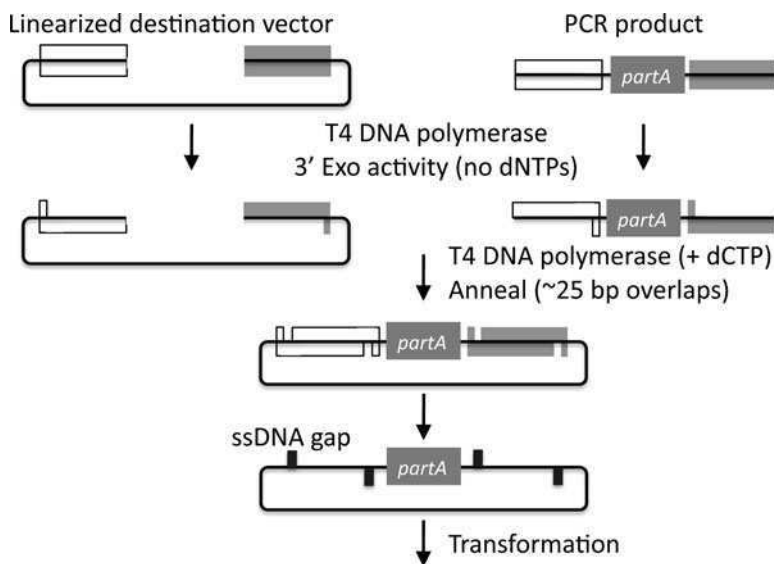 Linearized destination vector
PCR product
partA
T4 DNA polymerase
3' Exo activity (no dNTPs)
partA
T4 DNA polymerase (+ dCTP)
Anneal (~25 bp overlaps)
partA
ssDNA gap
partA
Transformation